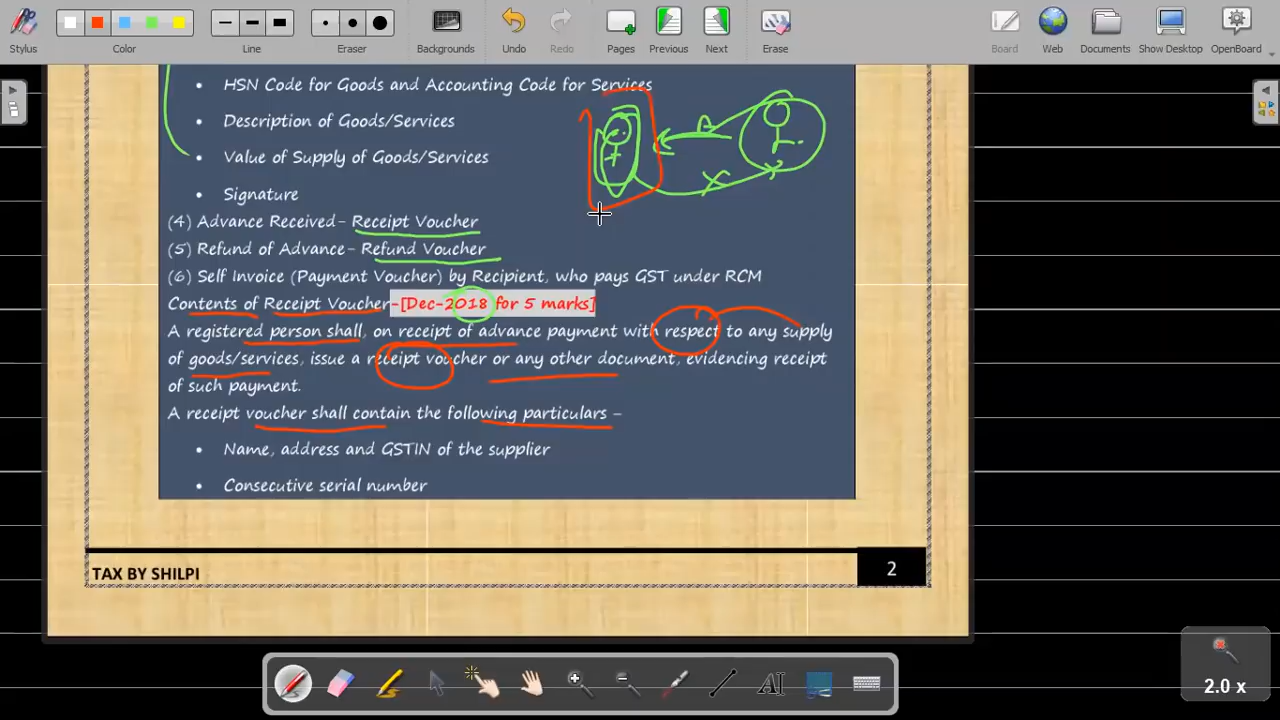 Stylus
Color
Line
Eraser
Backgrounds
Undo
Redo
Pages
Previous
Next
Erase
Board
Web
Documents
Show Desktop
OpenBoard
• HSN Code for Goods and Accounting Code for Services
• Description of Goods/Services
• Value of Supply of Goods/Services
• Signature
(4) Advance Received- Receipt Voucher
(5) Refund of Advance- Refund Voucher
(6) Self Invoice (Payment Voucher) by Recipient, who pays GST under RCM
Contents of Receipt Voucher-[Dec-2018 for 5 marks]
A registered person shall, on receipt of advance payment with respect to any supply
of goods/services, issue a receipt voucher or any other document, evidencing receipt
of such payment.
A receipt voucher shall contain the following particulars –
• Name, address and GSTIN of the supplier
• Consecutive serial number
TAX BY SHILPI
2
2.0 x